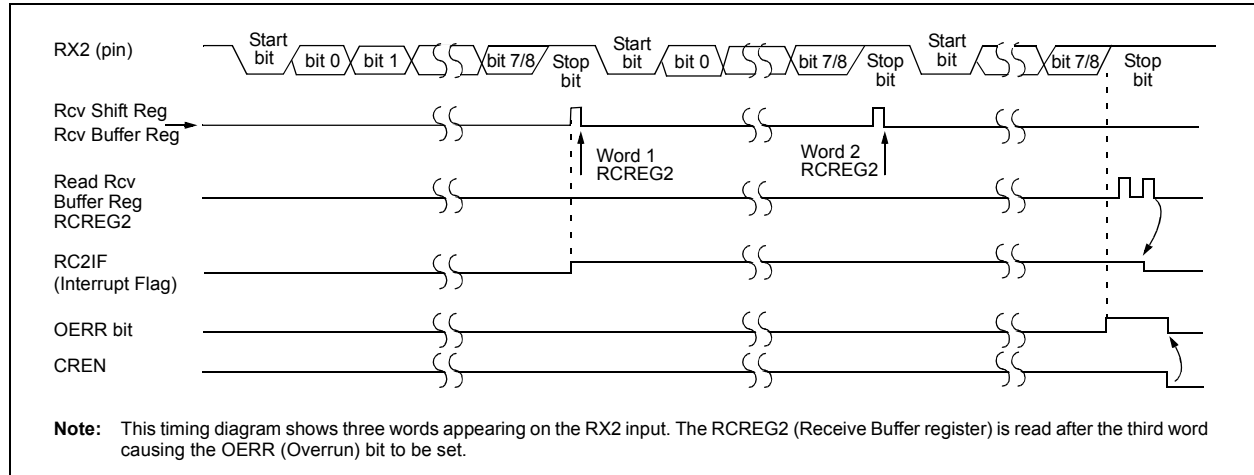 RX2 (pin)
Start bit
bit 0
bit 1
bit 7/8
Stop bit
Start bit
bit 0
bit 7/8
Stop bit
Start bit
bit 7/8
Stop bit
Rcv Shift Reg
Rcv Buffer Reg
Word 1
RCREG2
Word 2
RCREG2
Read Rcv
Buffer Reg
RCREG2
RC2IF
(Interrupt Flag)
OERR bit
CREN
Note: This timing diagram shows three words appearing on the RX2 input. The RCREG2 (Receive Buffer register) is read after the third word
causing the OERR (Overrun) bit to be set.